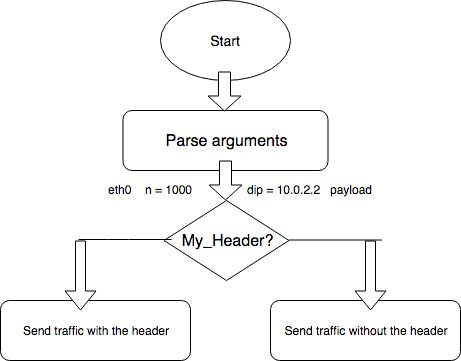 Start
Parse arguments
eth0 n = 1000 dip = 10.0.2.2 payload
My_Header?
Send traffic with the header
Send traffic without the header